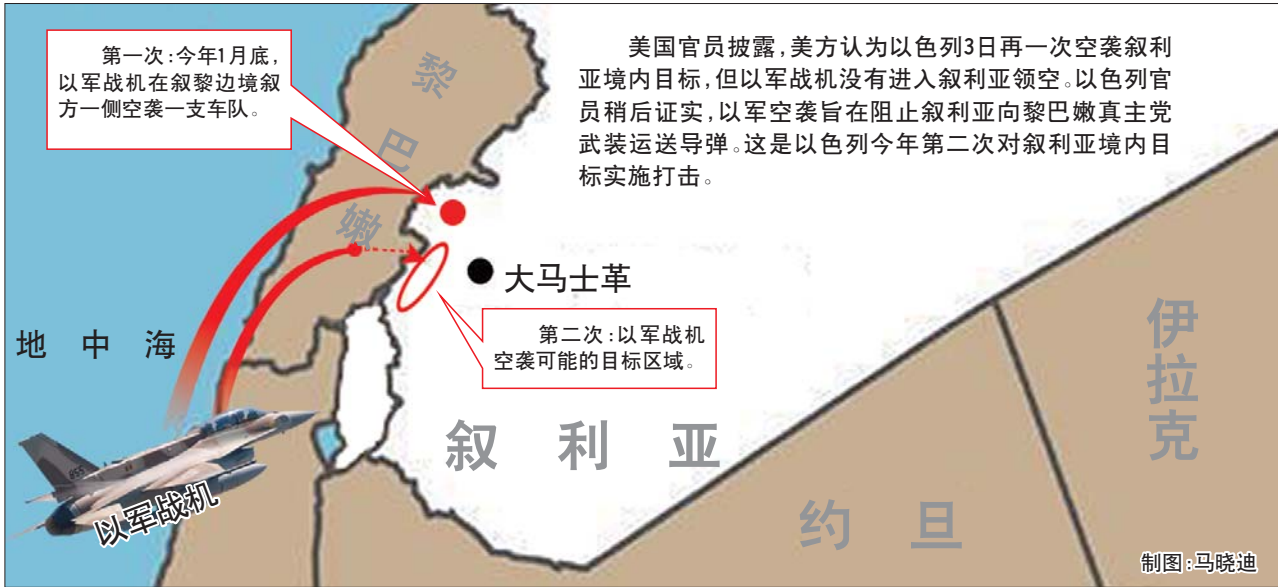 第一次:今年1月底,
以军战机在叙黎边境叙
方一侧空袭一支车队。
美国官员披露,美方认为以色列3日再一次空袭叙利
亚境内目标,但以军战机没有进入叙利亚领空。以色列官
员稍后证实,以军空袭旨在阻止叙利亚向黎巴嫩真主党
武装运送导弹。这是以色列今年第二次对叙利亚境内目
标实施打击。
黎
巴
嫩
大马士革
第二次:以军战机
空袭可能的目标区域。
地中海
伊
拉
克
叙利亚
855
以军战机
约旦
制图:马晓迪